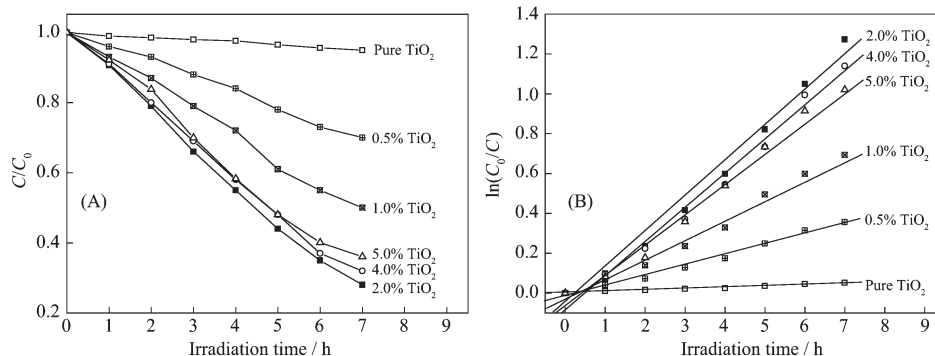 1.0
0.8
0.6
0.4
0.2
C/C₀
(A)
Pure TiO₂
0.5% TiO₂
1.0% TiO₂
5.0% TiO₂
4.0% TiO₂
2.0% TiO₂
0 1 2 3 4 5 6 7 8 9
Irradiation time / h
1.4
1.2
1.0
0.8
0.6
0.4
0.2
0.0
ln(C₀/C)
(B)
2.0% TiO₂
4.0% TiO₂
5.0% TiO₂
1.0% TiO₂
0.5% TiO₂
Pure TiO₂
0 1 2 3 4 5 6 7 8 9
Irradiation time / h